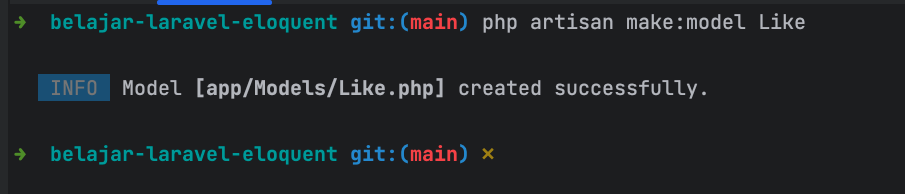 → belajar-laravel-eloquent git:(main) php artisan make:model Like
INFO Model [app/Models/Like.php] created successfully.
→ belajar-laravel-eloquent git:(main) ×